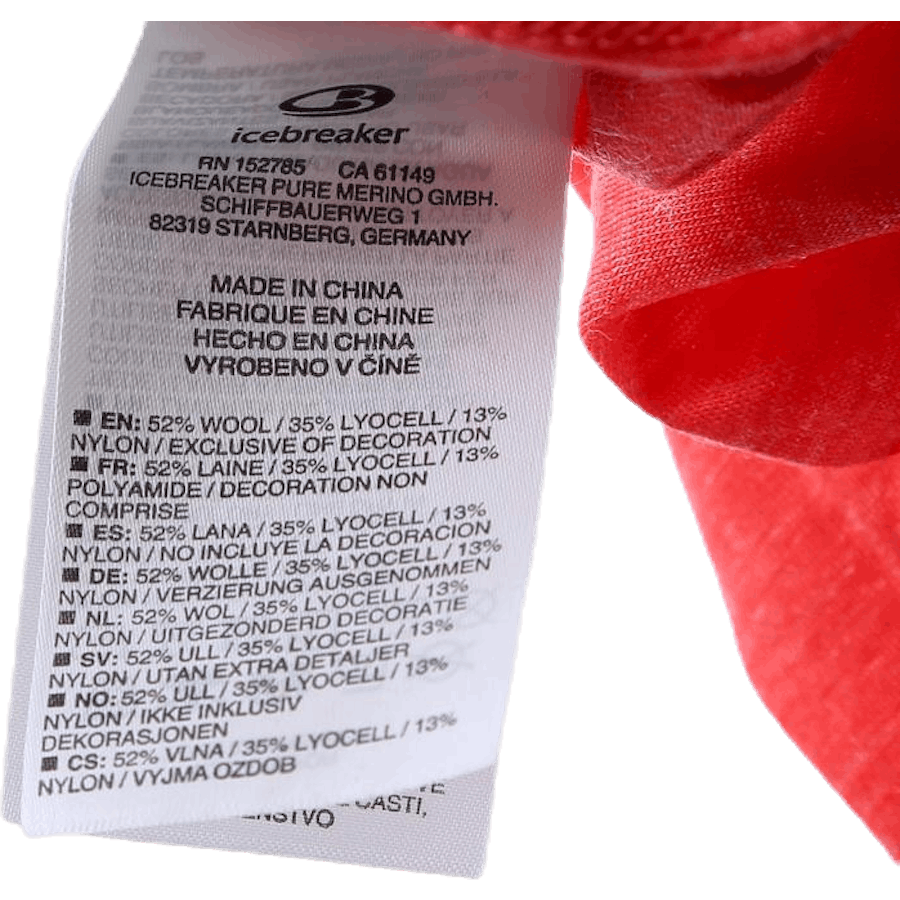 icebreaker
RN 152785 CA 61149
ICEBREAKER PURE MERINO GMBH.
SCHIFFBAUERWEG 1
82319 STARNBERG, GERMANY
MADE IN CHINA
FABRIQUE EN CHINE
HECHO EN CHINA
VYROBENO V ČÍNĚ
EN: 52% WOOL / 35% LYOCELL / 13%
NYLON / EXCLUSIVE OF DECORATION
FR: 52% LAINE / 35% LYOCELL / 13%
POLYAMIDE / DECORATION NON
COMPRISE
ES: 52% LANA / 35% LYOCELL / 13%
NYLON / NO INCLUYE LA DECORACION
DE: 52% WOLLE / 35% LYOCELL / 13%
NYLON / VERZIERUNG AUSGENOMMEN
NL: 52% WOL / 35% LYOCELL / 13%
NYLON / UITGEZONDERD DECORATIE
SV: 52% ULL / 35% LYOCELL / 13%
NYLON / UTAN EXTRA DETALJER
NO: 52% ULL / 35% LYOCELL / 13%
NYLON / IKKE INKLUSIV
DEKORASJONEN
CS: 52% VLNA / 35% LYOCELL / 13%
NYLON / VYJMA OZDOB